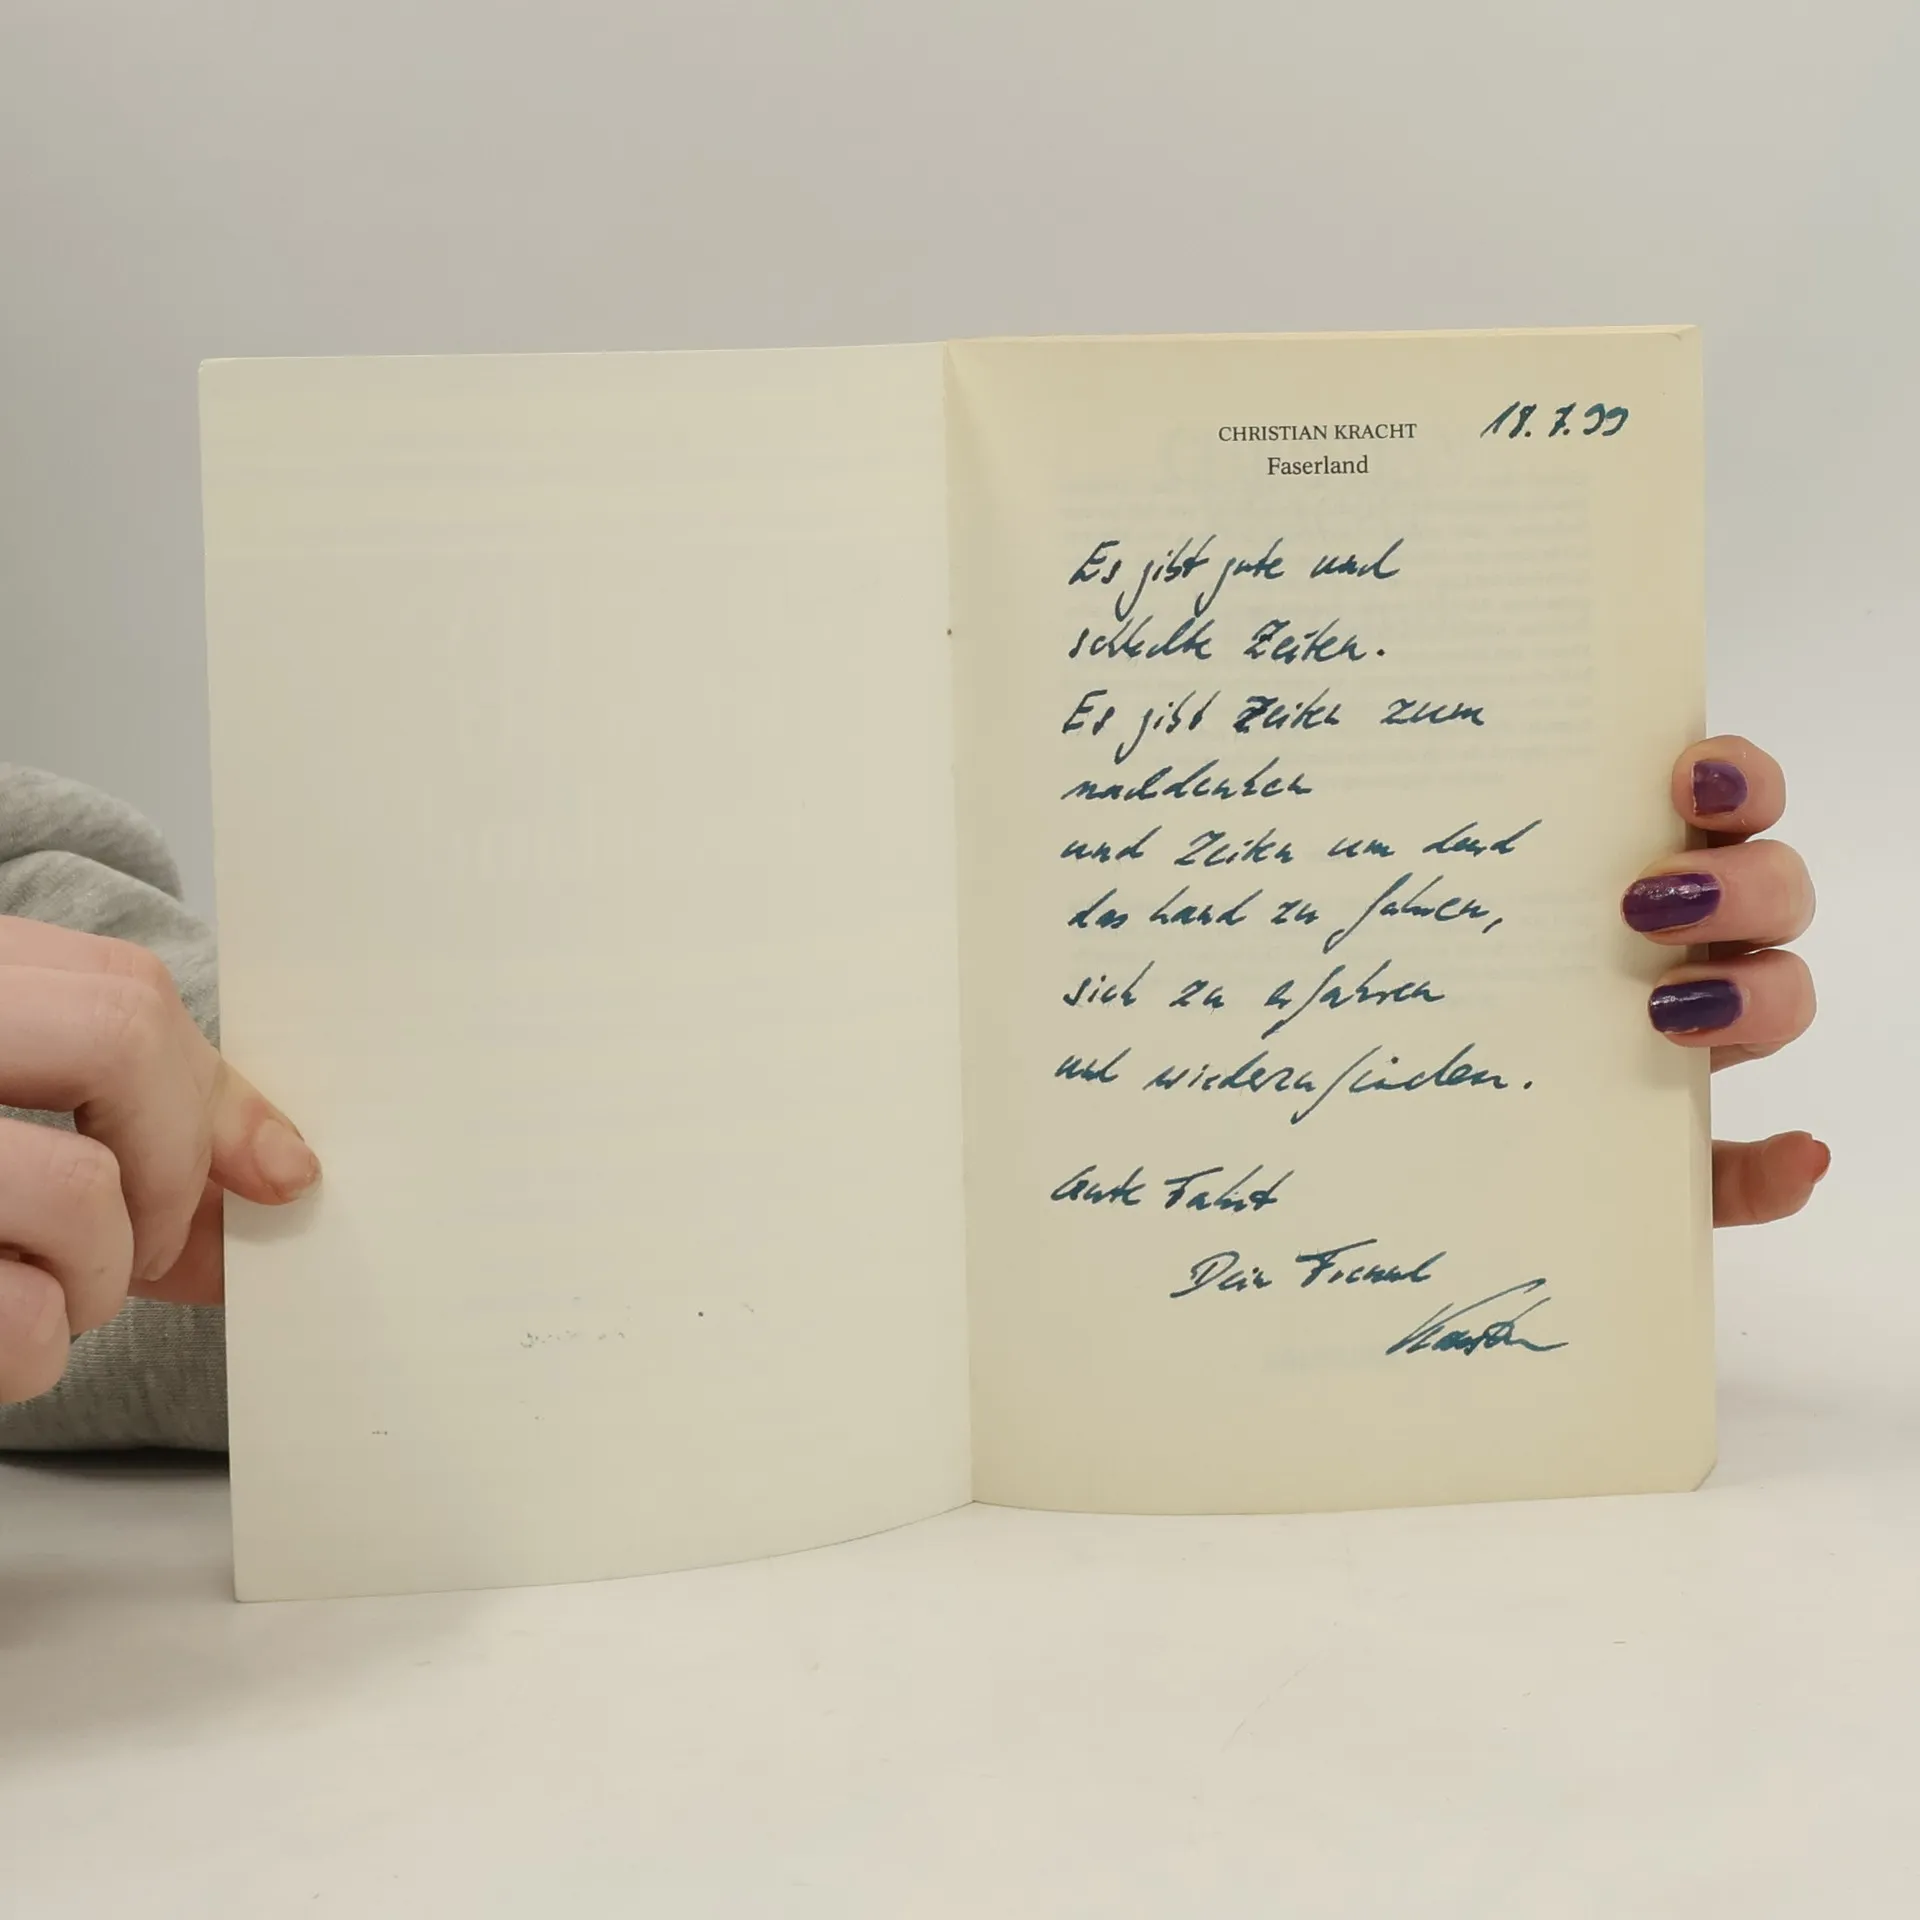 CHRISTIAN KRACHT
18.7.99
Faserland
Es gibt gute und
schlechte Zeiten.
Es gibt Zeiten zum
nachdenken
und Zeiten um durch
das Land zu fahren,
sich zu erfahren
und wiederzufinden.
Gute Fahrt
Dein Freund
Karsten